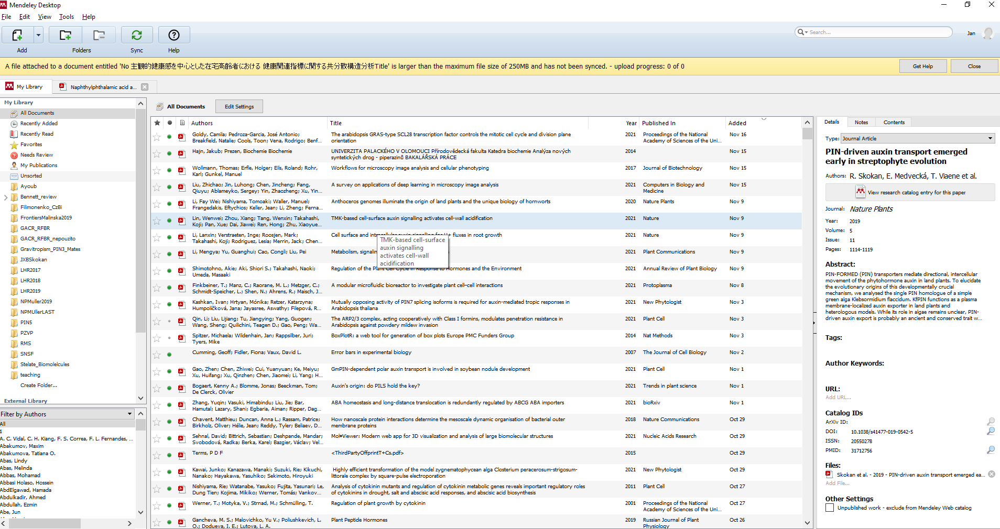 Mendeley Desktop
File Edit View Tools Help
Add Folders Sync Help
Search...
Jan
A file attached to a document entitled 'No 主観的健康感を中心とした在宅高齢者における 健康関連指標に関する共分散構造分析Title' is larger than the maximum file size of 250MB and has not been synced. - upload progress: 0 of 0
Get Help Close
My Library
Naphthylphthalamic acid a...
My Library
All Documents
Recently Added
Recently Read
Favorites
Needs Review
My Publications
Unsorted
Ayoub
Bennett_review
Filimonenko_CzBi
FrontiersMalinska2019
GACR_RFBR
GACR_RFBR_nepouzito
Gravitropism_PIN3_Mates
JXBSkokan
LHR2017
LHR2018
LHR2019
NPMuller2019
NPMUllerLAST
PIN5
PZVP
RMS
SNSF
Stelate_Biomolelcules
teaching
Create Folder...
External Library
Filter by Authors
All
1
A. C. Vidal, C. H. Kiang, F. S. Correa, F. L. Fernandes, ...
Abakumov, Maxim
Abakumova, Tatiana O.
Abas, Lindy
Abas, Melinda
Abbas, Mohamad
Abbasi Holaso, Hossein
AbdElgawad, Hamada
Abdulkadir, Ahmed
Abdullah, Ezmin
Abe, Jun
All Documents
Edit Settings
Authors Title Year Published In Added
Goldy, Camila; Pedroza-Garcia, José Antonio; The arabidopsis GRAS-type SCL28 transcription factor controls the mitotic cell cycle and division plane 2021 Proceedings of the National Nov 16
Breakfield, Natalie; Cools, Toon; Vena, Rodrigo; Benf... orientation Academy of Sciences of the Uni...
Hajn, Jakub; Prezen, Biochemie Biochemie UNIVERZITA PALACKÉHO V OLOMOUCI Přírodovědecká fakulta Katedra biochemie Analýza nových 2014 Nov 15
syntetických drog - piperazinů BAKALÁŘSKÁ PRÁCE
Wollmann, Thomas; Erfle, Holger; Eils, Roland; Rohr, Workflows for microscopy image analysis and cellular phenotyping 2017 Journal of Biotechnology Nov 15
Karl; Gunkel, Manuel
Liu, Zhichao; Jin, Luhong; Chen, Jincheng; Fang, A survey on applications of deep learning in microscopy image analysis 2021 Computers in Biology and Nov 15
Qiuyu; Ablameyko, Sergey; Yin, Zhaozheng; Xu, Yin... Medicine
Li, Fay Wei; Nishiyama, Tomoaki; Waller, Manuel; Anthoceros genomes illuminate the origin of land plants and the unique biology of hornworts 2020 Nature Plants Nov 9
Frangedakis, Eftychios; Keller, Jean; Li, Zheng; Ferna...
Lin, Wenwei; Zhou, Xiang; Tang, Wenxin; Takahashi, TMK-based cell-surface auxin signalling activates cell-wall acidification 2021 Nature Nov 9
Koji; Pan, Xue; Dai, Jiawei; Ren, Hong; Zhu, Xiaoyue...
Li, Lanxin; Verstraeten, Inge; Roosjen, Mark; Cell surface and intracellular auxin signalling for H+ fluxes in root growth 2021 Nature Nov 9
Takahashi, Koji; Rodriguez, Lesia; Merrin, Jack; Chen...
TMK-based cell-surface
auxin signalling
activates cell-wall
acidification
Li, Mengya; Yu, Guanghui; Cao, Congli; Liu, Pei Metabolism, signalin 2021 Plant Communications Nov 9
Shimotohno, Akie; Aki, Shiori S.; Takahashi, Naoki; Regulation of the Plant Cell Cycle in Response to Hormones and the Environment 2021 Annual Review of Plant Biology Nov 9
Umeda, Masaaki
Finkbeiner, T.; Manz, C.; Raorane, M. L.; Metzger, C.; A modular microfluidic bioreactor to investigate plant cell–cell interactions 2021 Protoplasma Nov 8
Schmidt-Speicher, L.; Shen, N.; Ahrens, R.; Maisch, J...
Kashkan, Ivan; Hrtyan, Mónika; Retzer, Katarzyna; Mutually opposing activity of PIN7 splicing isoforms is required for auxin-mediated tropic responses in 2021 New Phytologist Nov 3
Humpolíčková, Jana; Jayasree, Aswathy; Filepová, R... Arabidopsis thaliana
Qin, Li; Liu, Lijiang; Tu, Jiangying; Yang, Guogen; The ARP2/3 complex, acting cooperatively with Class I formins, modulates penetration resistance in 2021 Plant Cell Nov 3
Wang, Sheng; Quilichini, Teagen D.; Gao, Peng; Wa... Arabidopsis against powdery mildew invasion
Spitzer, Michaela; Wildenhain, Jan; Rappsilber, Juri; BoxPlotR: a web tool for generation of box plots Europe PMC Funders Group 2014 Nat Methods Nov 3
Tyers, Mike
Cumming, Geoff; Fidler, Fiona; Vaux, David L. Error bars in experimental biology 2007 The Journal of Cell Biology Nov 2
Gao, Zhen; Chen, Zhiwei; Cui, Yuanyuan; Ke, Meiyu; GmPIN-dependent polar auxin transport is involved in soybean nodule development 2021 Plant Cell Nov 1
Xu, Huifang; Xu, Qinzhen; Chen, Jiaomei; Li, Yang; H...
Bogaert, Kenny A.; Blomme, Jonas; Beeckman, Tom; Auxin's origin: do PILS hold the key? 2021 Trends in plant science Nov 1
De Clerck, Olivier
Zhang, Yuqin; Vasuki, Himabindu; Liu, Jie; Bar, ABA homeostasis and long-distance translocation is redundantly regulated by ABCG ABA importers 2021 bioRxiv Nov 1
Hamutal; Lazary, Shani; Egbaria, Aiman; Ripper, Dag...
Chavent, Matthieu; Duncan, Anna L.; Rassam, Patrice; How nanoscale protein interactions determine the mesoscale dynamic organisation of bacterial outer 2018 Nature Communications Oct 29
Birkholz, Oliver; Hélie, Jean; Reddy, Tyler; Beliaev, D... membrane proteins
Sehnal, David; Bittrich, Sebastian; Deshpande, Mandar; Mol∗Viewer: Modern web app for 3D visualization and analysis of large biomolecular structures 2021 Nucleic Acids Research Oct 29
Svobodová, Radka; Berka, Karel; Bazgier, Václav; Vel...
Terms, P D F <ThirdPartyOffprintT+Cs.pdf> 2015 Oct 29
Kawai, Junko; Kanazawa, Manaki; Suzuki, Rie; Kikuchi, Highly efficient transformation of the model zygnematophycean alga Closterium peracerosum-strigosum- 2021 New Phytologist Oct 29
Nanako; Hayakawa, Yasuhiko; Sekimoto, Hiroyuki littorale complex by square-pulse electroporation
Nishiyama, Rie; Watanabe, Yasuko; Fujita, Yasunari; Le, Analysis of cytokinin mutants and regulation of cytokinin metabolic genes reveals important regulatory roles 2011 Plant Cell Oct 27
Dung Tien; Kojima, Mikiko; Werner, Tomás; Vankov... of cytokinins in drought, salt and abscisic acid responses, and abscisic acid biosynthesis
Werner, T.; Motyka, V.; Strnad, M.; Schmülling, T. Regulation of plant growth by cytokinin 2001 Proceedings of the National Oct 27
Academy of Sciences of the Uni...
Gancheva, M. S.; Malovichko, Yu V.; Poliushkevich, L. Plant Peptide Hormones 2019 Russian Journal of Plant Oct 26
O.; Dodueva, I. E.; Lutova, L. A. Physiology
Details Notes Contents
Type: Journal Article
PIN-driven auxin transport emerged
early in streptophyte evolution
Authors: R. Skokan, E. Medvecká, T. Viaene et al.
View research catalog entry for this paper
Journal: Nature Plants
Year: 2019
Volume: 5
Issue: 11
Pages: 1114-1119
Abstract:
PIN-FORMED (PIN) transporters mediate directional, intercellular
movement of the phytohormone auxin in land plants. To elucidate
the evolutionary origins of this developmentally crucial
mechanism, we analysed the single PIN homologue of a simple
green alga Klebsormidium flaccidum. KfPIN functions as a plasma
membrane-localized auxin exporter in land plants and
heterologous models. While its role in algae remains unclear, PIN-
driven auxin export is probably an ancient and conserved trait w...
Tags:
Author Keywords:
URL:
Add URL...
Catalog IDs
ArXiv ID:
DOI: 10.1038/s41477-019-0542-5
ISSN: 20550278
PMID: 31712756
Files:
Skokan et al. - 2019 - PIN-driven auxin transport emerged ea...
Add File...
Other Settings
Unpublished work - exclude from Mendeley Web catalog